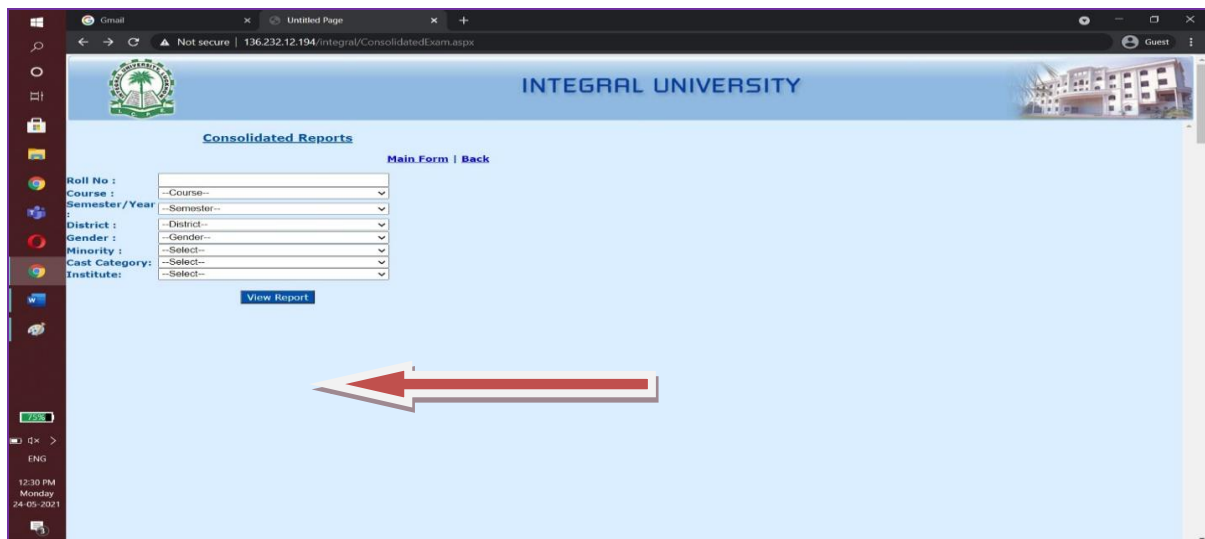 Gmail
Untitled Page
Not secure | 136.232.12.194/integral/ConsolidatedExam.aspx
Guest
INTEGRAL UNIVERSITY
Consolidated Reports
Main Form | Back
Roll No :
Course : --Course--
Semester/Year : --Semester--
District : --District--
Gender : --Gender--
Minority : --Select--
Cast Category: --Select--
Institute: --Select--
View Report
75%
ENG
12:30 PM
Monday
24-05-2021